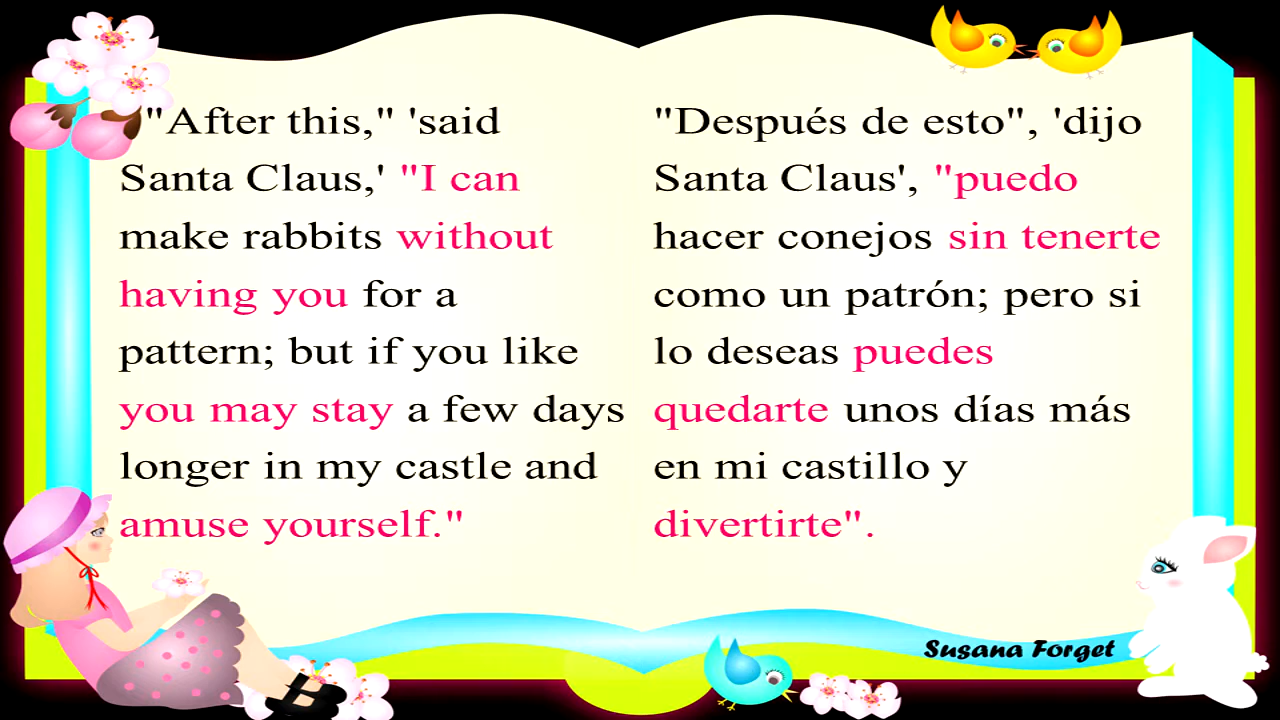 "After this," 'said
Santa Claus,' "I can
make rabbits without
having you for a
pattern; but if you like
you may stay a few days
longer in my castle and
amuse yourself."
"Después de esto", 'dijo
Santa Claus', "puedo
hacer conejos sin tenerte
como un patrón; pero si
lo deseas puedes
quedarte unos días más
en mi castillo y
divertirte".
Susana Forget